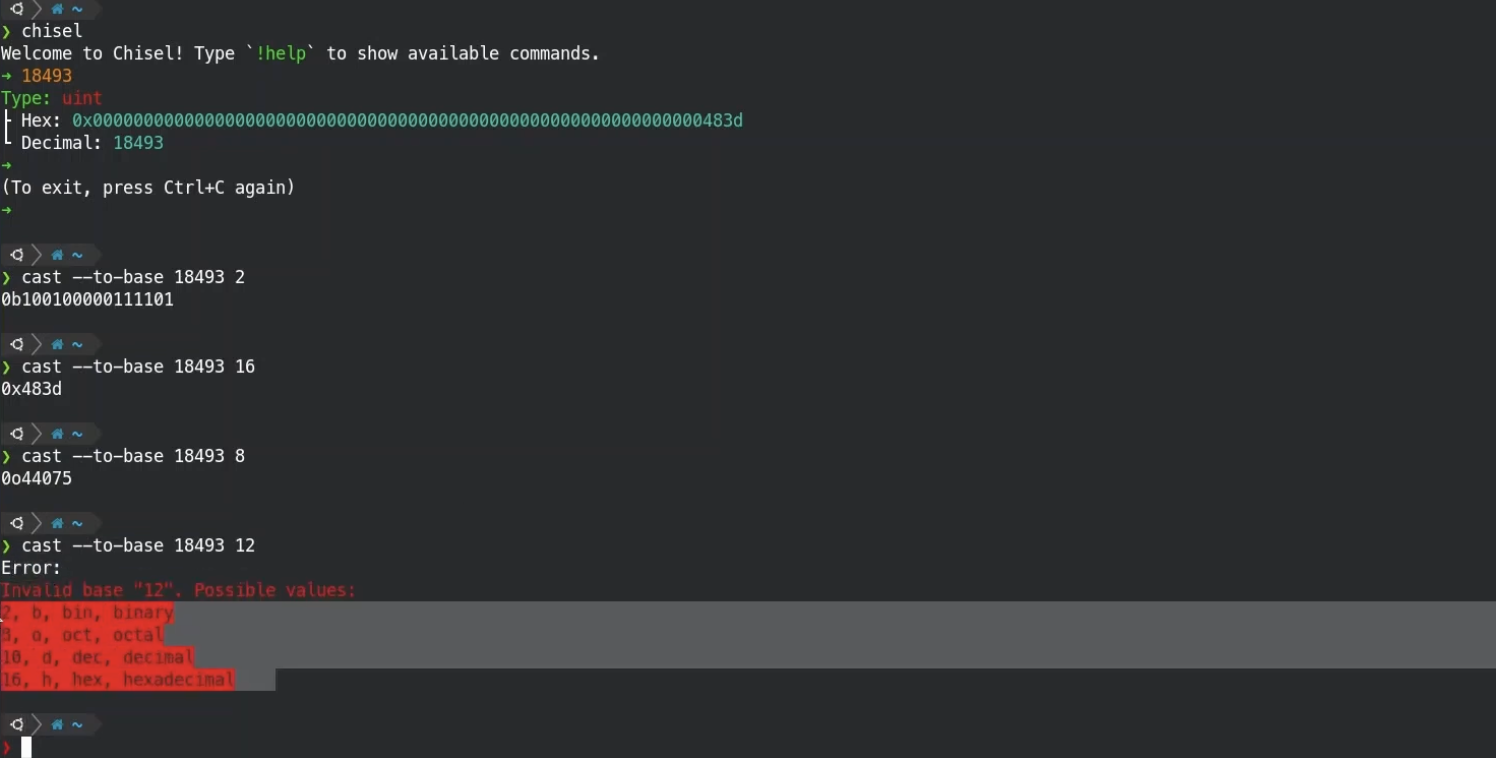 ~
❯ chisel
Welcome to Chisel! Type `!help` to show available commands.
➜ 18493
Type: uint
├ Hex: 0x000000000000000000000000000000000000000000000000000000000000483d
└ Decimal: 18493
➜
(To exit, press Ctrl+C again)
➜
~
❯ cast --to-base 18493 2
0b100100000111101
~
❯ cast --to-base 18493 16
0x483d
~
❯ cast --to-base 18493 8
0o44075
~
❯ cast --to-base 18493 12
Error:
Invalid base "12". Possible values:
2, b, bin, binary
8, o, oct, octal
10, d, dec, decimal
16, h, hex, hexadecimal
~
❯